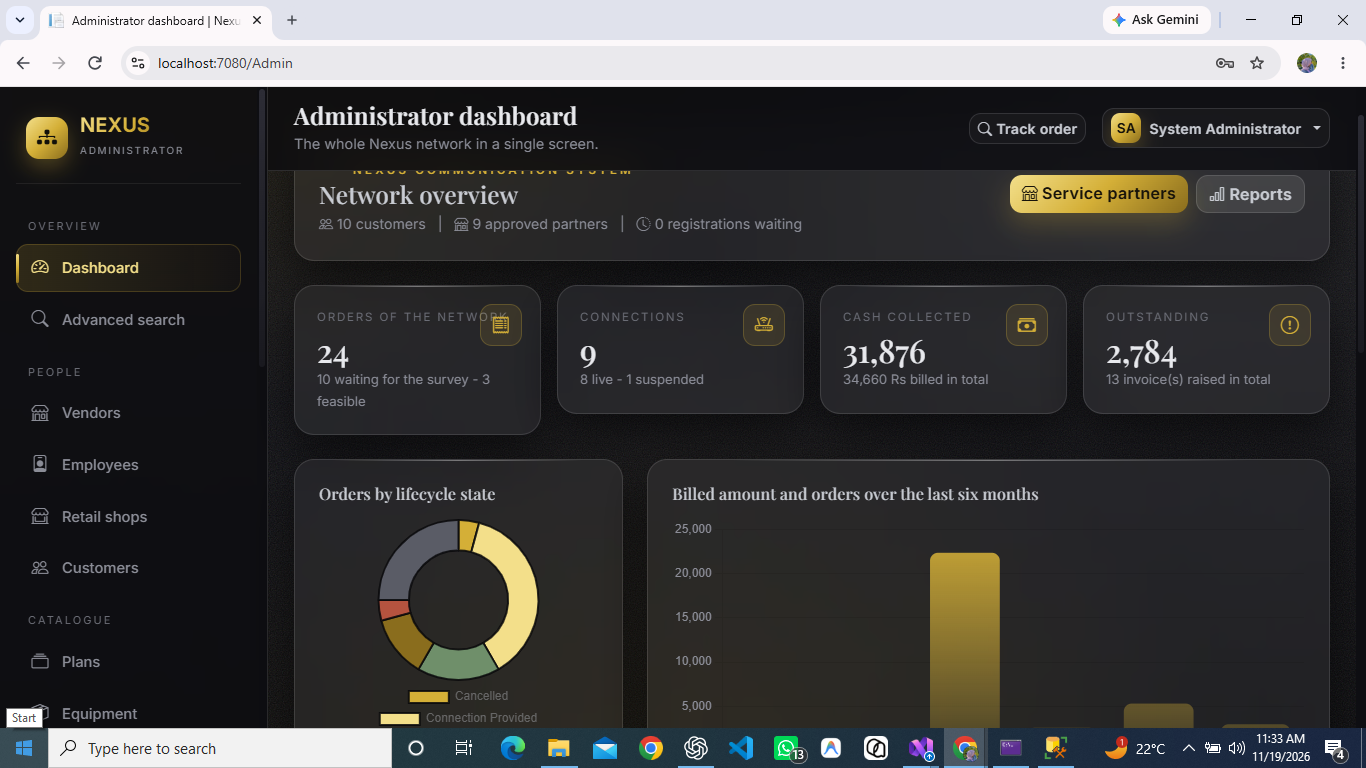 Administrator dashboard | Nexu
Ask Gemini
localhost:7080/Admin
NEXUS
ADMINISTRATOR
OVERVIEW
Dashboard
Advanced search
PEOPLE
Vendors
Employees
Retail shops
Customers
CATALOGUE
Plans
Equipment
Start
Administrator dashboard
The whole Nexus network in a single screen.
Track order
SA
System Administrator
NEXUS COMMUNICATION SYSTEM
Network overview
10 customers | 9 approved partners | 0 registrations waiting
Service partners
Reports
ORDERS OF THE NETWORK
24
10 waiting for the survey - 3
feasible
CONNECTIONS
9
8 live - 1 suspended
CASH COLLECTED
31,876
34,660 Rs billed in total
OUTSTANDING
2,784
13 invoice(s) raised in total
Orders by lifecycle state
Cancelled
Connection Provided
Billed amount and orders over the last six months
25,000
20,000
15,000
10,000
5,000
Type here to search
13
1
22°C
11:33 AM
11/19/2026
4